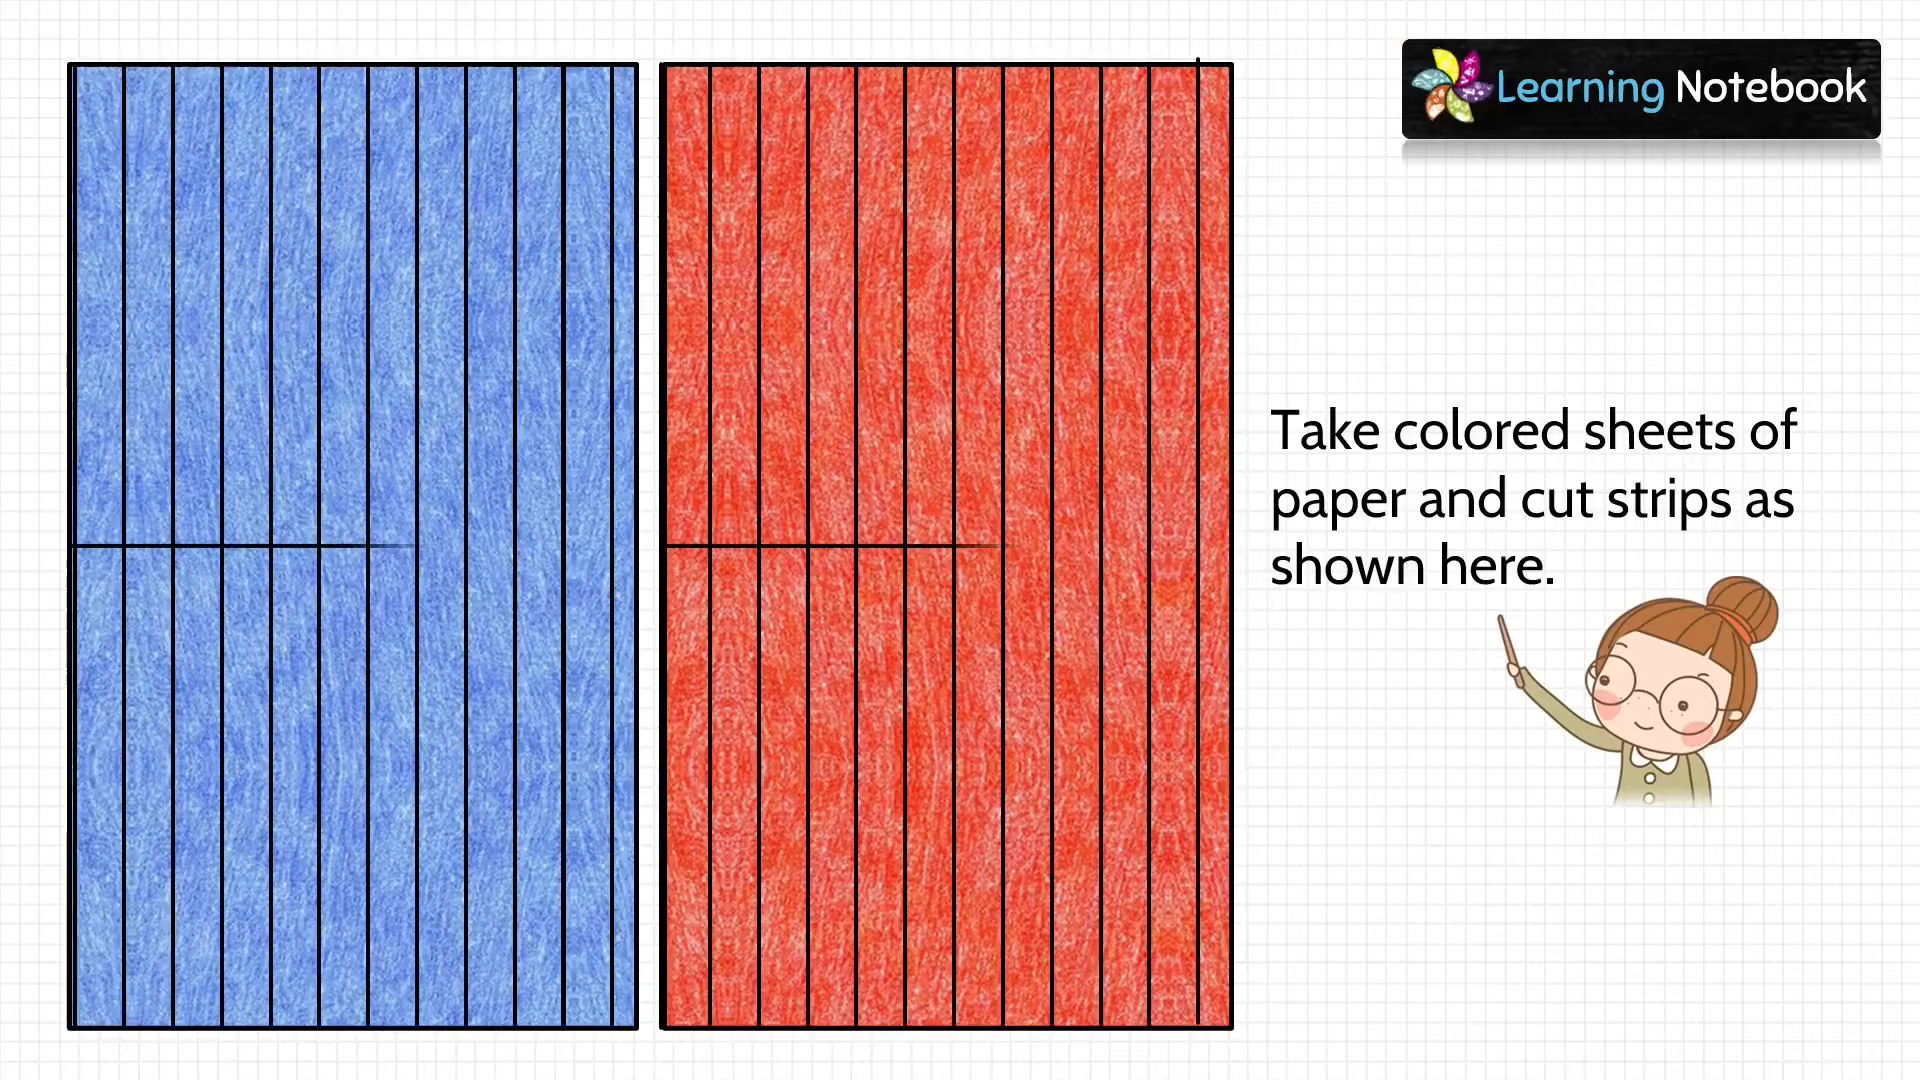 Learning Notebook
Take colored sheets of
paper and cut strips as
shown here.